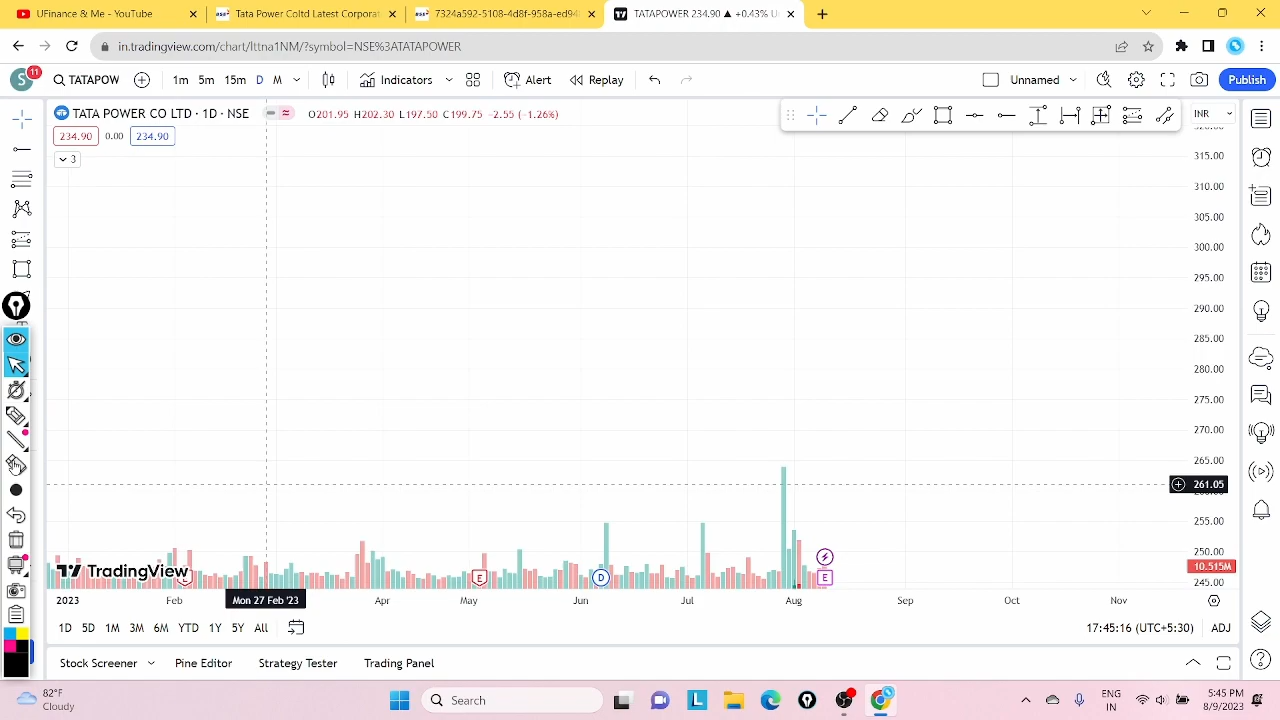 UFinance & Me - YouTube
Tata Power Coltd Latest Corporat
7324a592-5108-4d8f-958a-ed94
TATAPOWER 234.90 ▲ +0.43% U
in.tradingview.com/chart/lttna1NM/?symbol=NSE%3ATATAPOWER
S 11 TATAPOW 1m 5m 15m D M Indicators Alert Replay Unnamed Publish
TATA POWER CO LTD · 1D · NSE O201.95 H202.30 L197.50 C199.75 -2.55 (-1.26%) INR
234.90 0.00 234.90
3
315.00
310.00
305.00
300.00
295.00
290.00
285.00
280.00
275.00
270.00
265.00
261.05
255.00
250.00
10.515M
245.00
TradingView
E D E
2023 Feb Mon 27 Feb '23 Apr May Jun Jul Aug Sep Oct Nov
1D 5D 1M 3M 6M YTD 1Y 5Y All 17:45:16 (UTC+5:30) ADJ
Stock Screener Pine Editor Strategy Tester Trading Panel
82°F
Cloudy
Search
ENG
IN
5:45 PM
8/9/2023